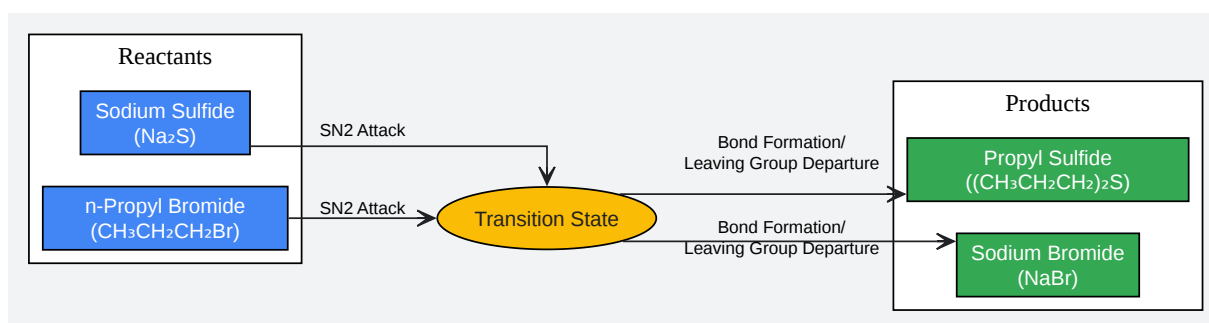 Reactants
Sodium Sulfide
(Na₂S)
n-Propyl Bromide
(CH₃CH₂CH₂Br)
SN2 Attack
SN2 Attack
Transition State
Bond Formation/
Leaving Group Departure
Bond Formation/
Leaving Group Departure
Products
Propyl Sulfide
((CH₃CH₂CH₂)₂S)
Sodium Bromide
(NaBr)